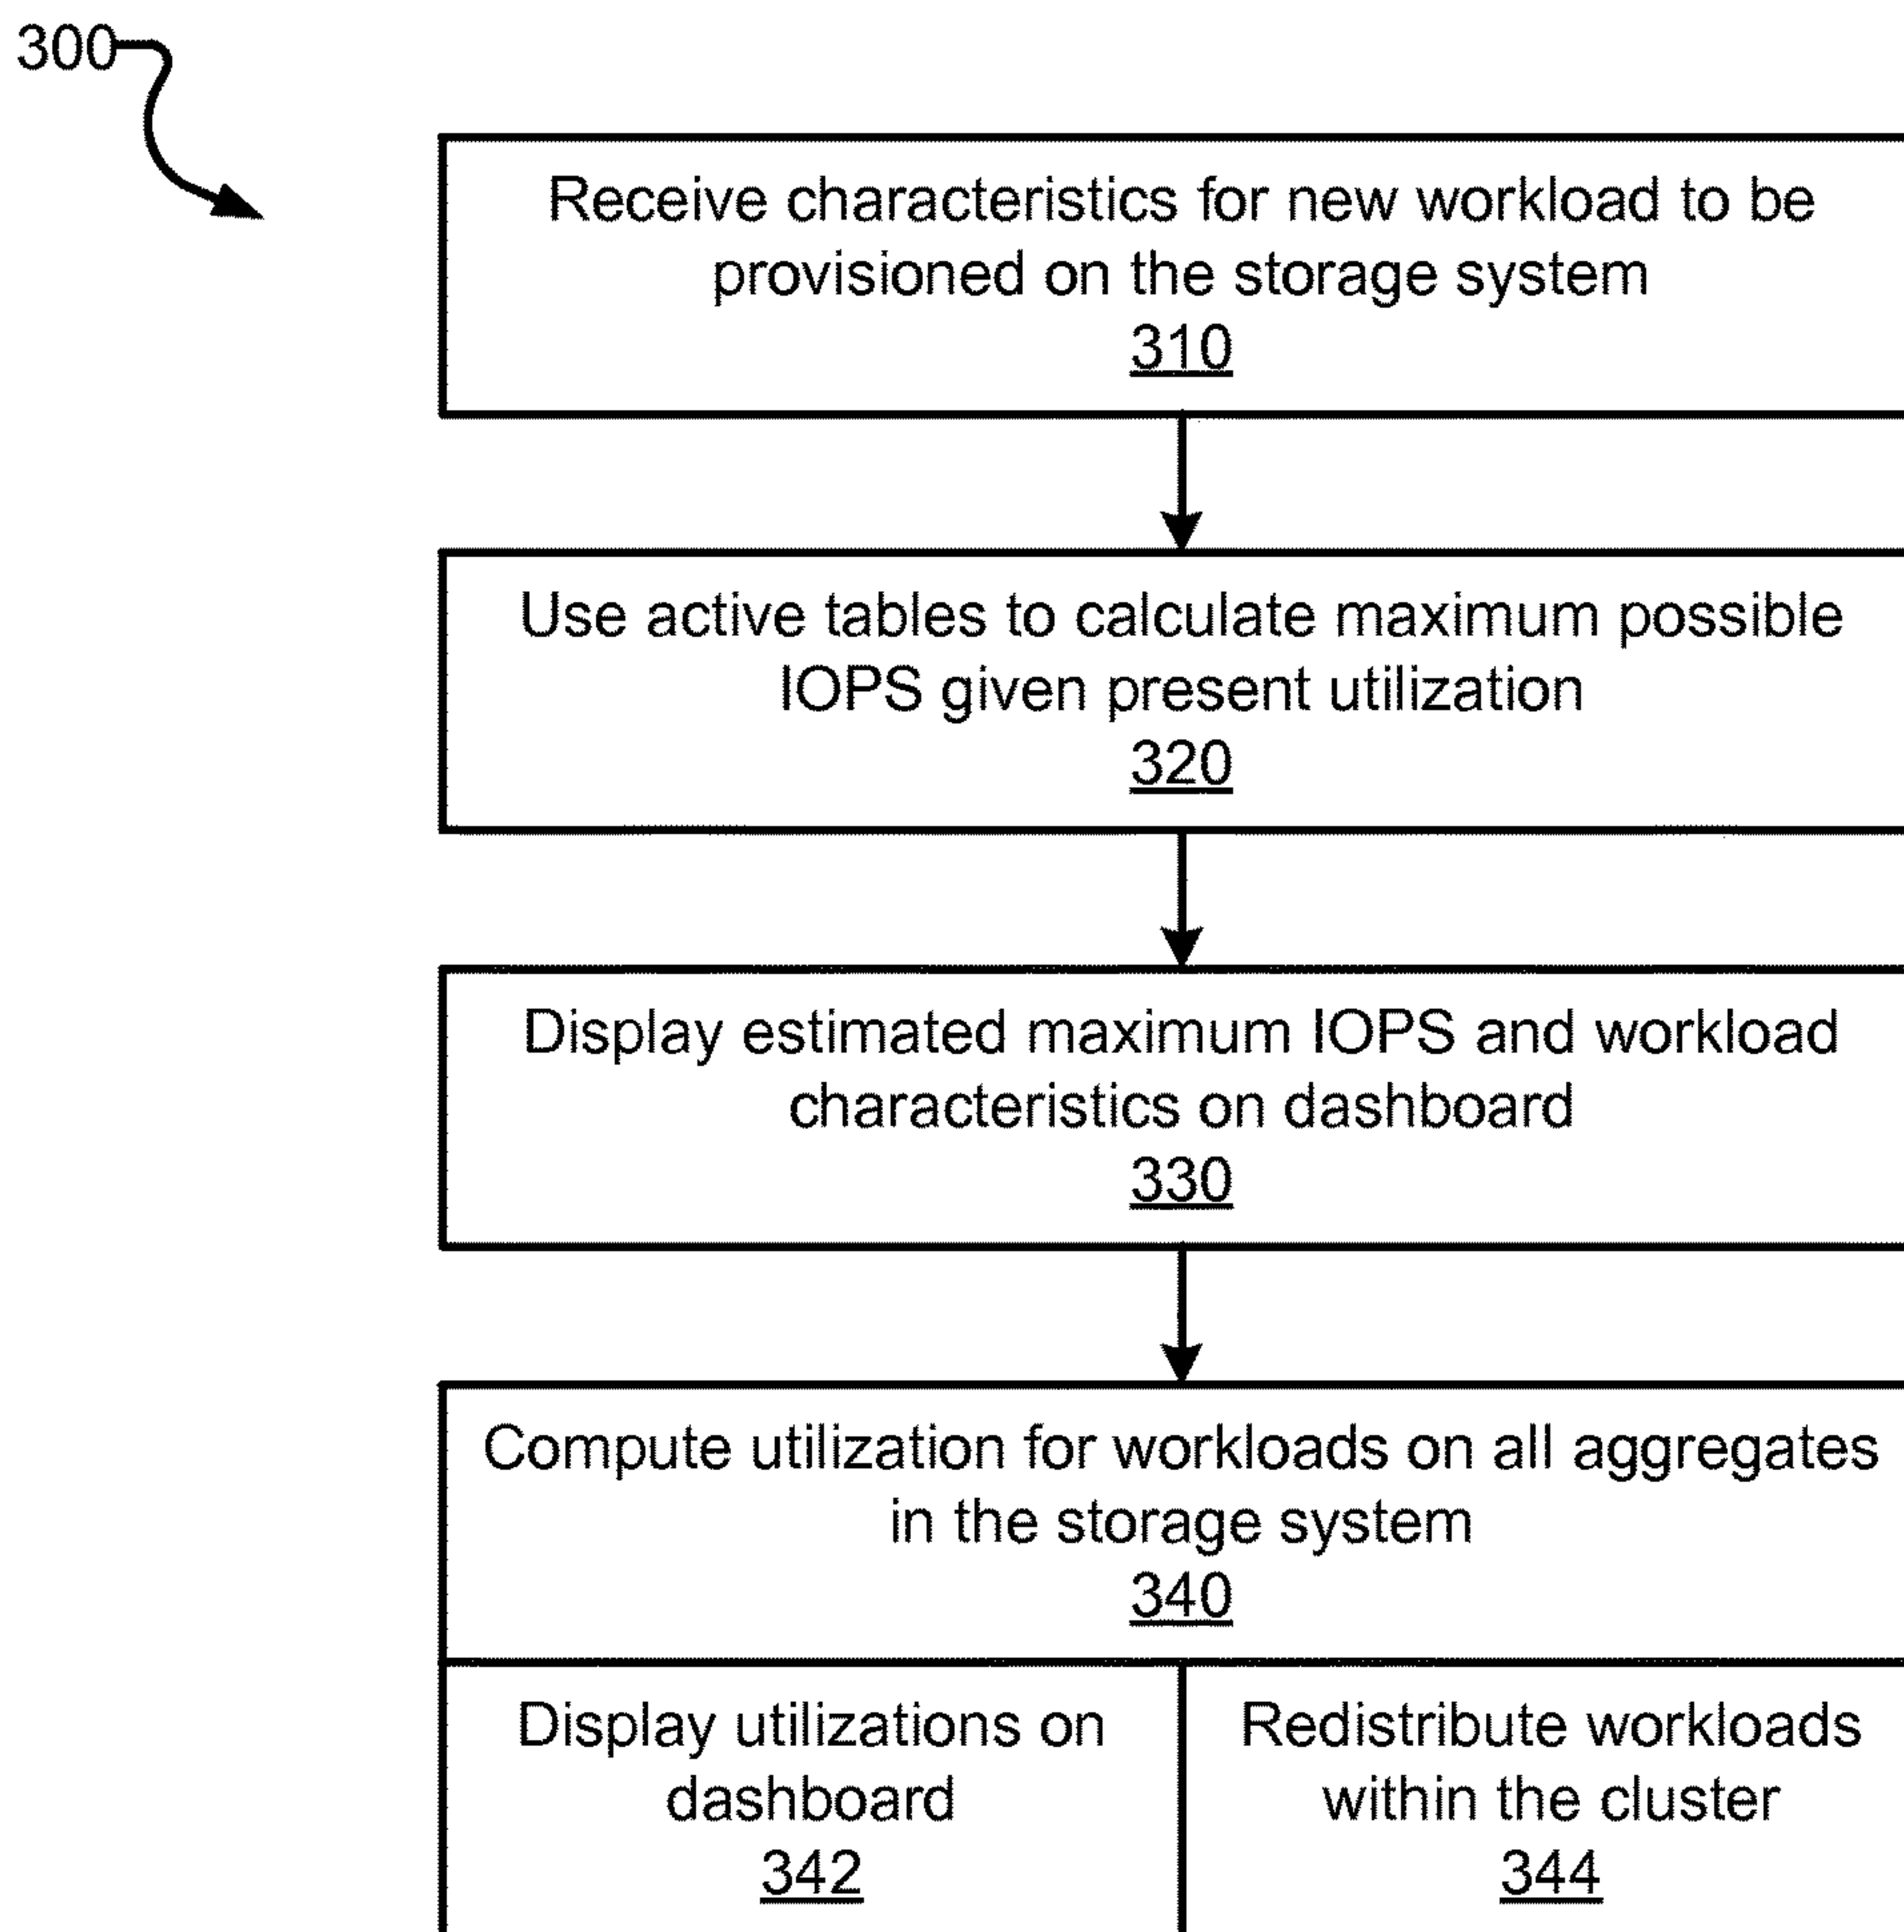 300
Receive characteristics for new workload to be
provisioned on the storage system
310
Use active tables to calculate maximum possible
IOPS given present utilization
320
Display estimated maximum IOPS and workload
characteristics on dashboard
330
Compute utilization for workloads on all aggregates
in the storage system
340
Display utilizations on
dashboard
342
Redistribute workloads
within the cluster
344